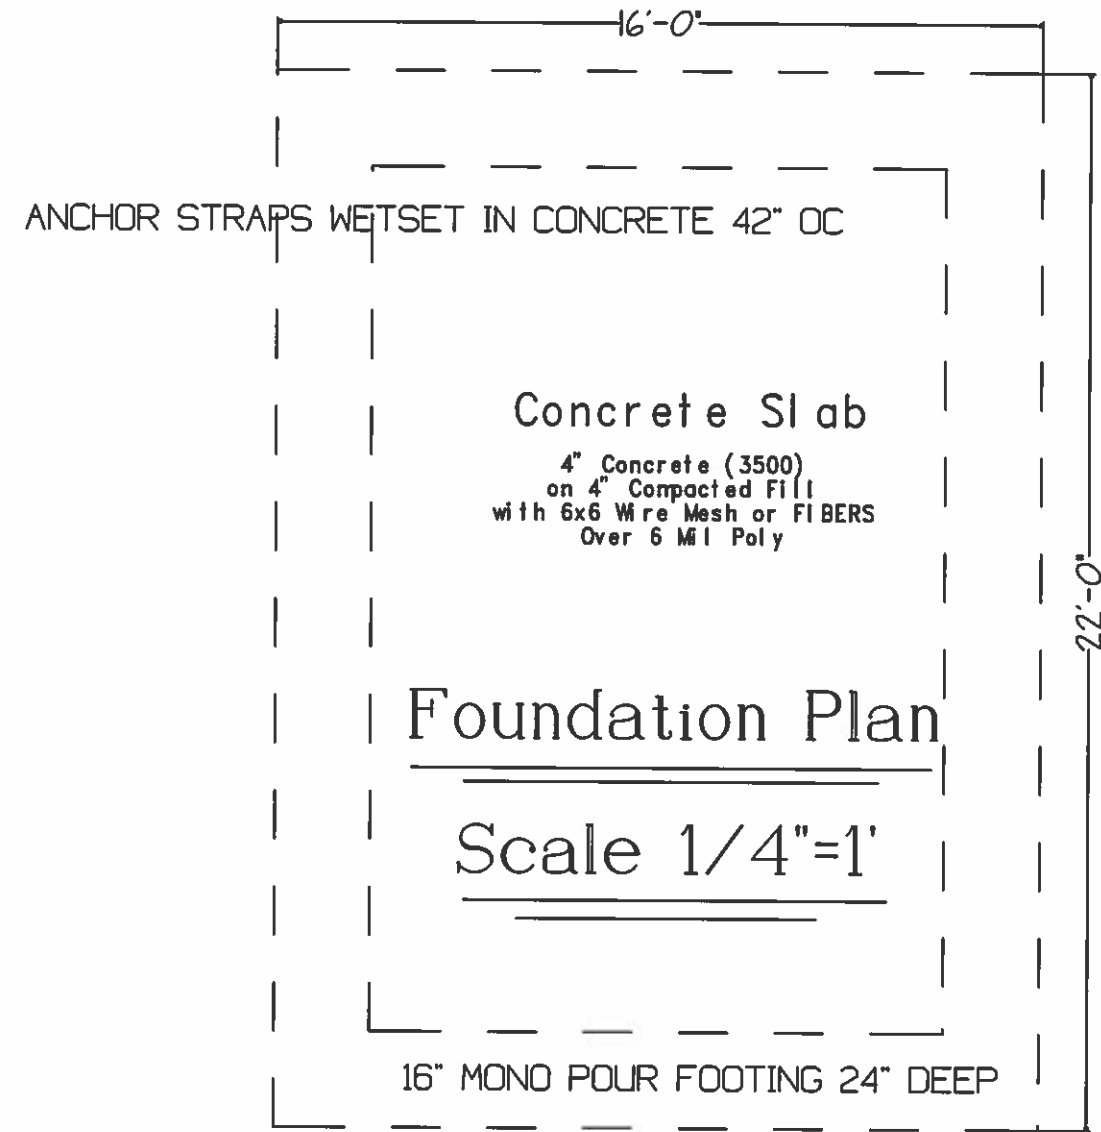 16'-0"
ANCHOR STRAPS WETSET IN CONCRETE 42" OC
Concrete Slab
4" Concrete (3500)
on 4" Compacted Fill
with 6x6 Wire Mesh or FIBERS
Over 6 Mil Poly
22'-0"
Foundation Plan
Scale 1/4"=1'
16" MONO POUR FOOTING 24" DEEP